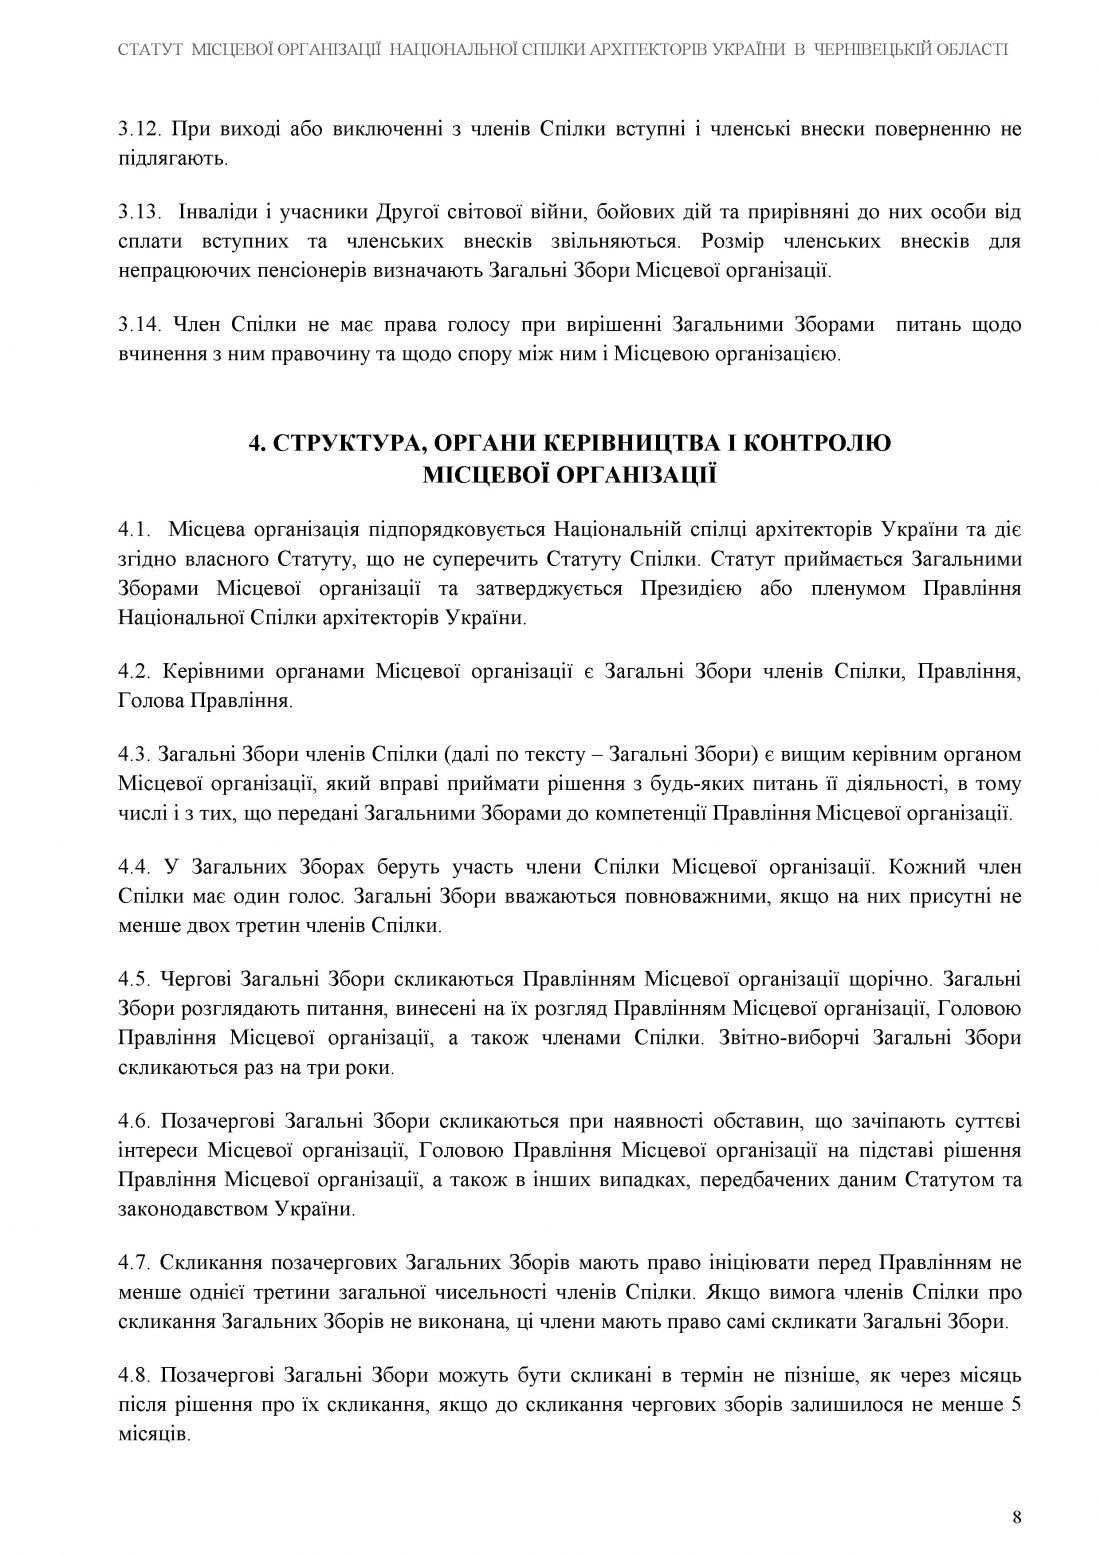 СТАТУТ МІСЦЕВОЇ ОРГАНІЗАЦІЇ НАЦІОНАЛЬНОЇ СПІЛКИ АРХІТЕКТОРІВ УКРАЇНИ В ЧЕРНІВЕЦЬКІЙ ОБЛАСТІ
3.12. При виході або виключенні з членів Спілки вступні і членські внески поверненню не
підлягають.
3.13. Інваліди і учасники Другої світової війни, бойових дій та прирівняні до них особи від
сплати вступних та членських внесків звільняються. Розмір членських внесків для
непрацюючих пенсіонерів визначають Загальні Збори Місцевої організації.
3.14. Член Спілки не має права голосу при вирішенні Загальними Зборами питань щодо
вчинення з ним правочину та щодо спору між ним і Місцевою організацією.
4. СТРУКТУРА, ОРГАНИ КЕРІВНИЦТВА І КОНТРОЛЮ
МІСЦЕВОЇ ОРГАНІЗАЦІЇ
4.1. Місцева організація підпорядковується Національній спілці архітекторів України та діє
згідно власного Статуту, що не суперечить Статуту Спілки. Статут приймається Загальними
Зборами Місцевої організації та затверджується Президією або пленумом Правління
Національної Спілки архітекторів України.
4.2. Керівними органами Місцевої організації є Загальні Збори членів Спілки, Правління,
Голова Правління.
4.3. Загальні Збори членів Спілки (далі по тексту – Загальні Збори) є вищим керівним органом
Місцевої організації, який вправі приймати рішення з будь-яких питань її діяльності, в тому
числі і з тих, що передані Загальними Зборами до компетенції Правління Місцевої організації.
4.4. У Загальних Зборах беруть участь члени Спілки Місцевої організації. Кожний член
Спілки має один голос. Загальні Збори вважаються повноважними, якщо на них присутні не
менше двох третин членів Спілки.
4.5. Чергові Загальні Збори скликаються Правлінням Місцевої організації щорічно. Загальні
Збори розглядають питання, винесені на їх розгляд Правлінням Місцевої організації, Головою
Правління Місцевої організації, а також членами Спілки. Звітно-виборчі Загальні Збори
скликаються раз на три роки.
4.6. Позачергові Загальні Збори скликаються при наявності обставин, що зачіпають суттєві
інтереси Місцевої організації, Головою Правління Місцевої організації на підставі рішення
Правління Місцевої організації, а також в інших випадках, передбачених даним Статутом та
законодавством України.
4.7. Скликання позачергових Загальних Зборів мають право ініціювати перед Правлінням не
менше однієї третини загальної чисельності членів Спілки. Якщо вимога членів Спілки про
скликання Загальних Зборів не виконана, ці члени мають право самі скликати Загальні Збори.
4.8. Позачергові Загальні Збори можуть бути скликані в термін не пізніше, як через місяць
після рішення про їх скликання, якщо до скликання чергових зборів залишилося не менше 5
місяців.
8